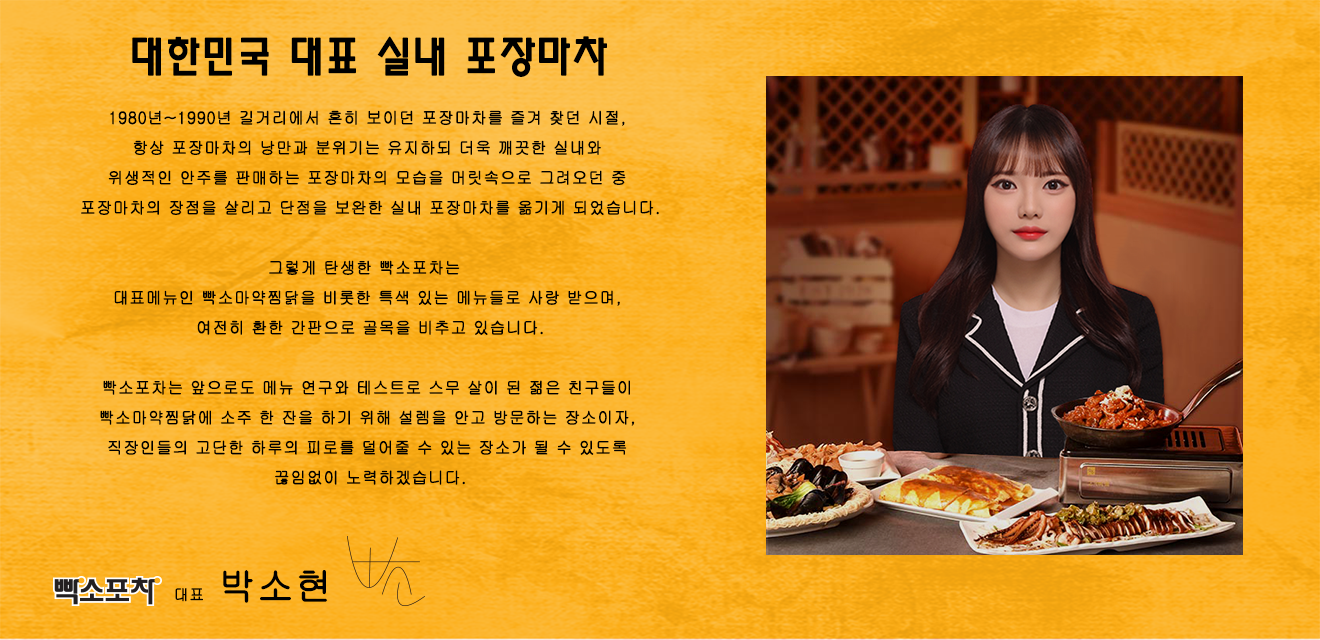 대한민국 대표 실내 포장마차
1980년~1990년 길거리에서 흔히 보이던 포장마차를 즐겨 찾던 시절,
항상 포장마차의 낭만과 분위기는 유지하되 더욱 깨끗한 실내와
위생적인 안주를 판매하는 포장마차의 모습을 머릿속으로 그려오던 중
포장마차의 장점을 살리고 단점을 보완한 실내 포장마차를 옮기게 되었습니다.
그렇게 탄생한 빡소포차는
대표메뉴인 빡소마약찜닭을 비롯한 특색 있는 메뉴들로 사랑 받으며,
여전히 환한 간판으로 골목을 비추고 있습니다.
빡소포차는 앞으로도 메뉴 연구와 테스트로 스무 살이 된 젊은 친구들이
빡소마약찜닭에 소주 한 잔을 하기 위해 설렘을 안고 방문하는 장소이자,
직장인들의 고단한 하루의 피로를 덜어줄 수 있는 장소가 될 수 있도록
끊임없이 노력하겠습니다.
빡소포차 대표 박소현